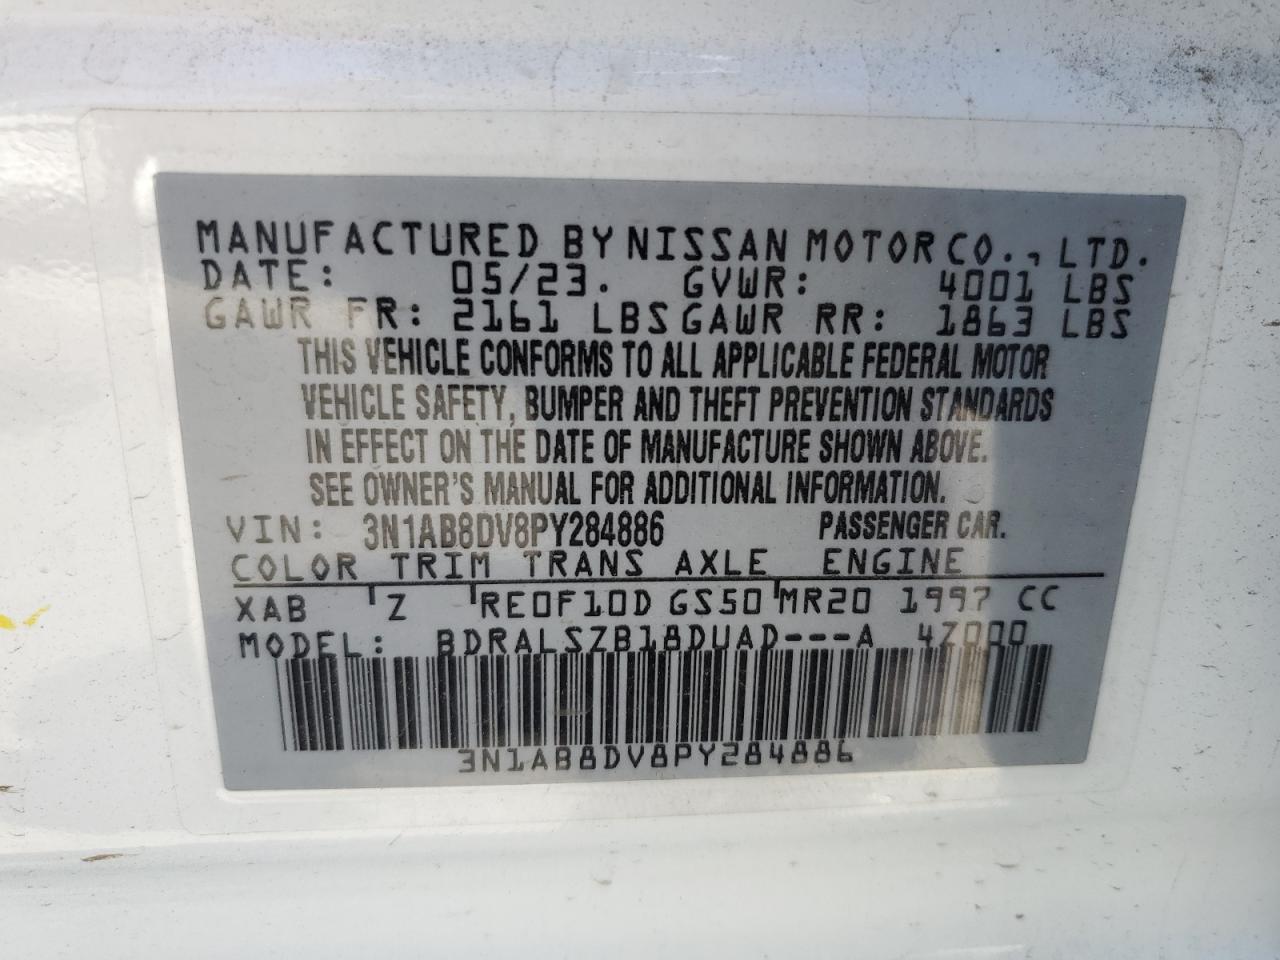 MANUFACTURED BY NISSAN MOTOR CO., LTD.
DATE: 05/23. GVWR: 4001 LBS
GAWR FR: 2161 LBS GAWR RR: 1863 LBS
THIS VEHICLE CONFORMS TO ALL APPLICABLE FEDERAL MOTOR
VEHICLE SAFETY, BUMPER AND THEFT PREVENTION STANDARDS
IN EFFECT ON THE DATE OF MANUFACTURE SHOWN ABOVE.
SEE OWNER'S MANUAL FOR ADDITIONAL INFORMATION.
VIN: 3N1AB8DV8PY284886 PASSENGER CAR.
COLOR TRIM TRANS AXLE ENGINE
XAB Z RE0F10D GS50 MR20 1997 CC
MODEL: BDRALSZB18DUAD---A 4Z000
3N1AB8DV8PY284886